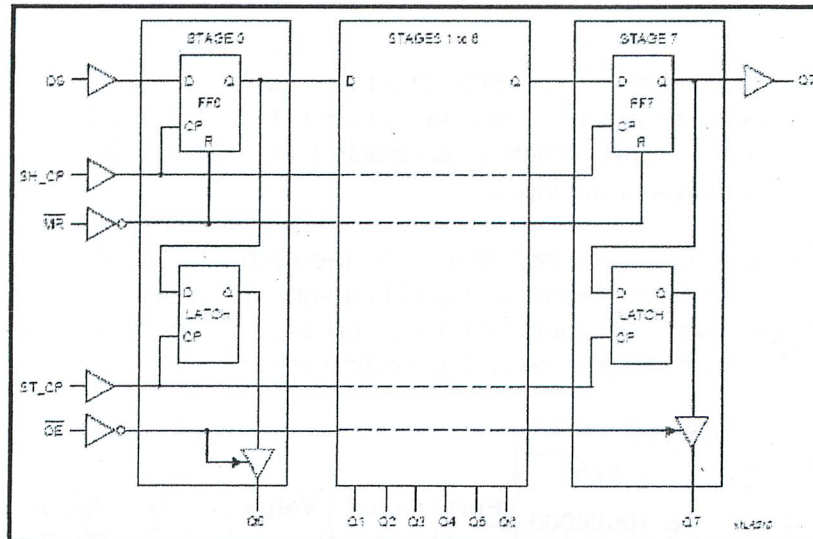 STAGE 0
STAGES 1 to 6
STAGE 7
DS
D
Q
FF0
CP
R
D
Q
D
Q
FF7
CP
R
SH_CP
MR
D
Q
LATCH
CP
D
Q
LATCH
CP
ST_CP
OE
Q0
Q1 Q2 Q3 Q4 Q5 Q6
Q7